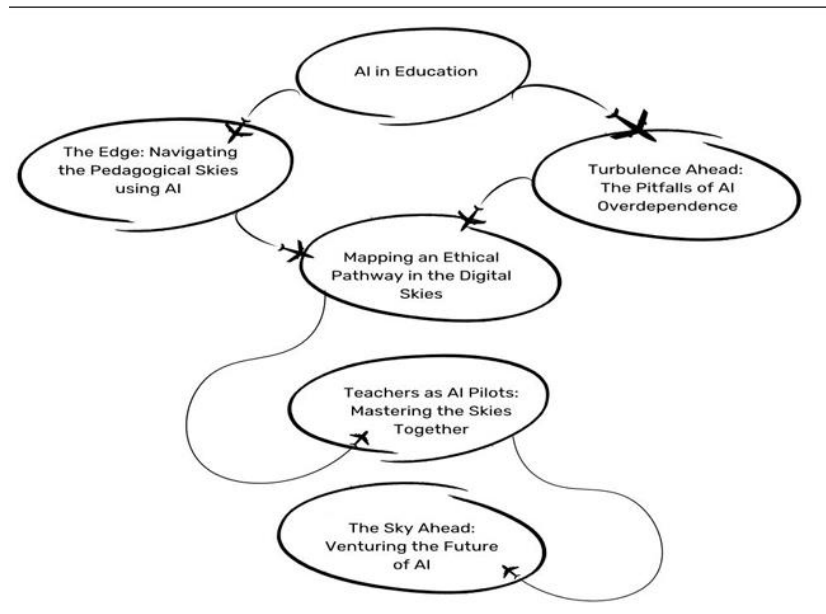 AI in Education
The Edge: Navigating
the Pedagogical Skies
using AI
Turbulence Ahead:
The Pitfalls of AI
Overdependence
Mapping an Ethical
Pathway in the Digital
Skies
Teachers as AI Pilots:
Mastering the Skies
Together
The Sky Ahead:
Venturing the Future
of AI